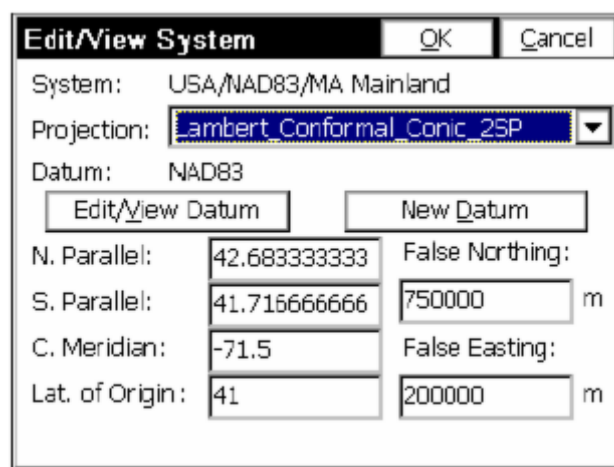 Edit/View System OK Cancel
System: USA/NAD83/MA Mainland
Projection: Lambert_Conformal_Conic_2SP
Datum: NAD83
Edit/View Datum New Datum
N. Parallel: 42.683333333 False Northing:
S. Parallel: 41.716666666 750000 m
C. Meridian: -71.5 False Easting:
Lat. of Origin: 41 200000 m